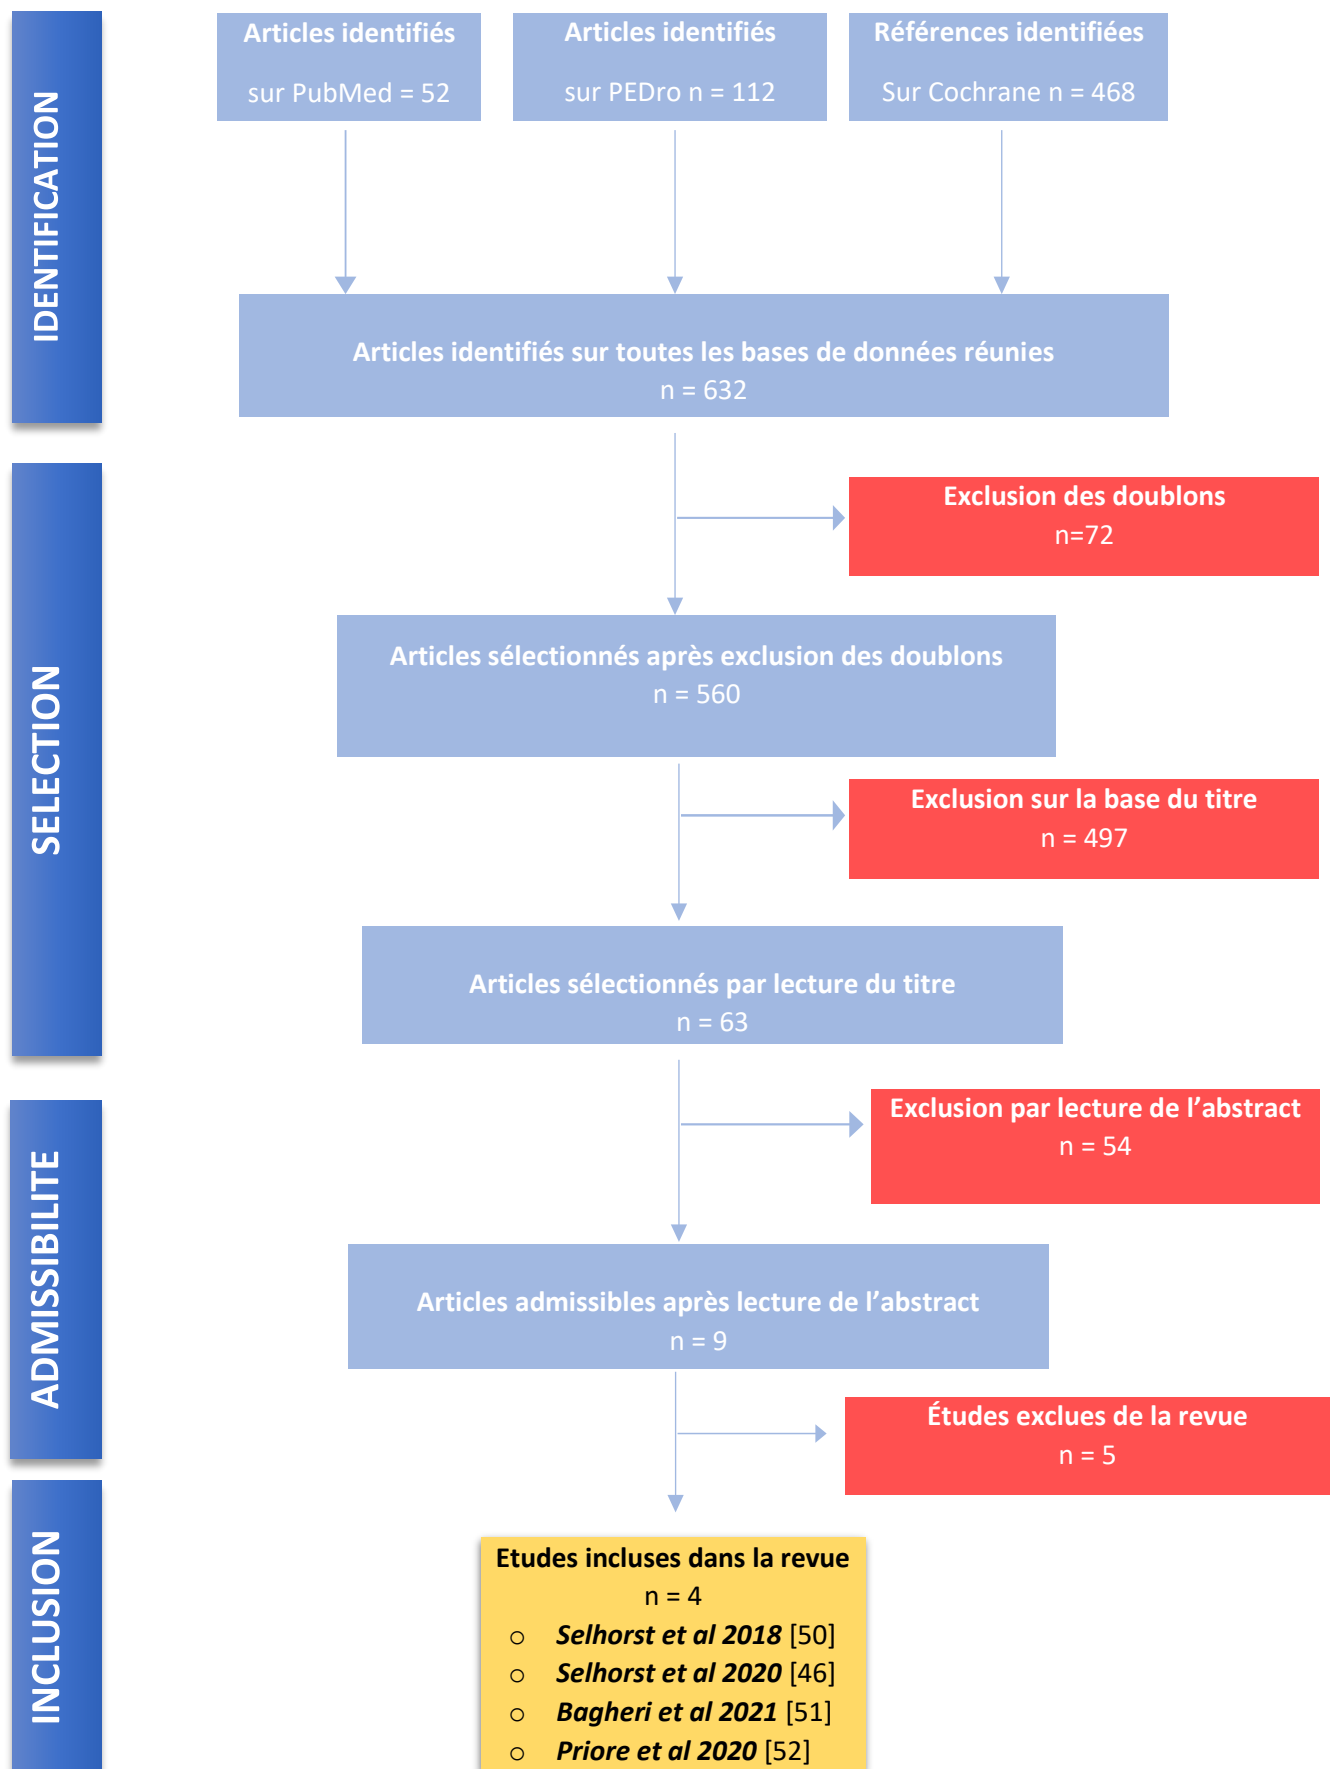 IDENTIFICATION
Articles identifiés
sur PubMed = 52
Articles identifiés
sur PEDro n = 112
Références identifiées
Sur Cochrane n = 468
Articles identifiés sur toutes les bases de données réunies
n = 632
SELECTION
Exclusion des doublons
n=72
Articles sélectionnés après exclusion des doublons
n = 560
Exclusion sur la base du titre
n = 497
Articles sélectionnés par lecture du titre
n = 63
ADMISSIBILITE
Exclusion par lecture de l’abstract
n = 54
Articles admissibles après lecture de l’abstract
n = 9
Études exclues de la revue
n = 5
INCLUSION
Etudes incluses dans la revue
n = 4
o Selhorst et al 2018 [50]
o Selhorst et al 2020 [46]
o Bagheri et al 2021 [51]
o Priore et al 2020 [52]